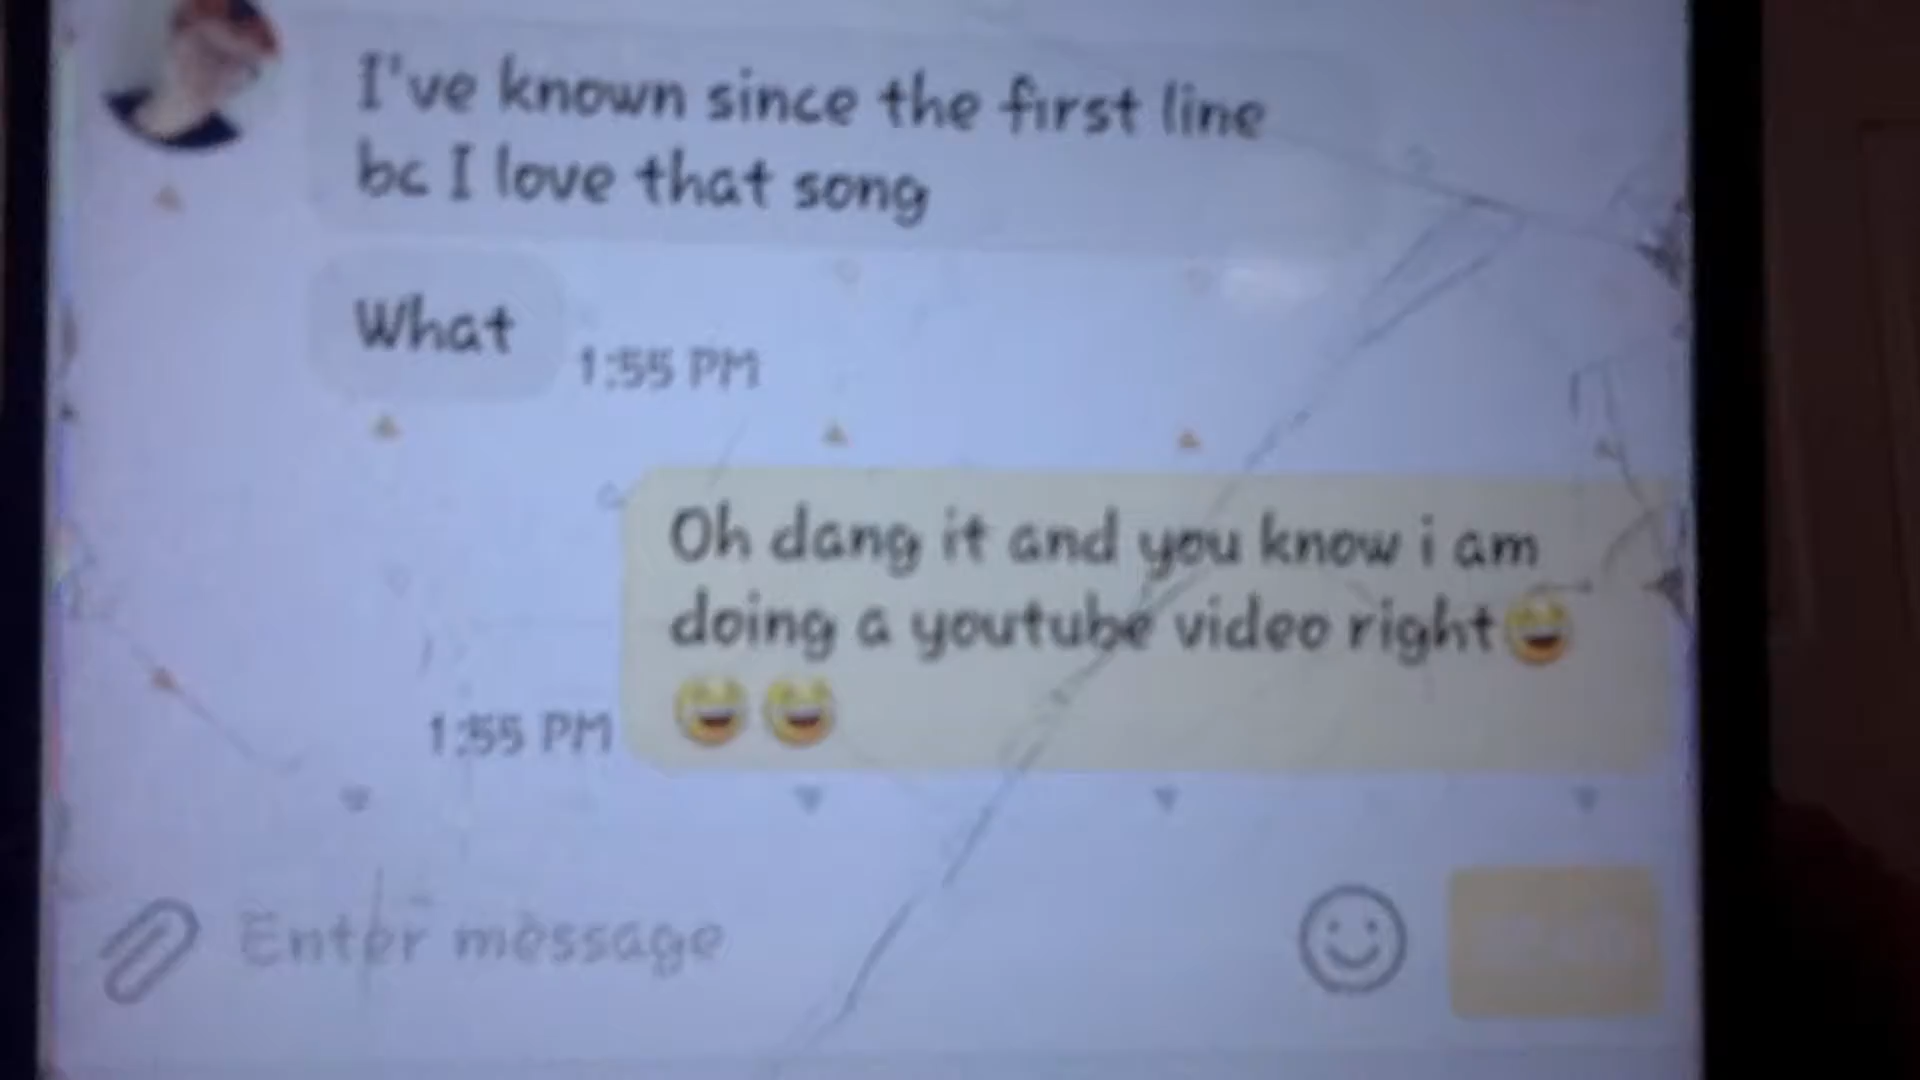 I've known since the first line
bc I love that song
What
1:55 PM
Oh dang it and you know i am
doing a youtube video right😄
😄😄
1:55 PM
Enter message